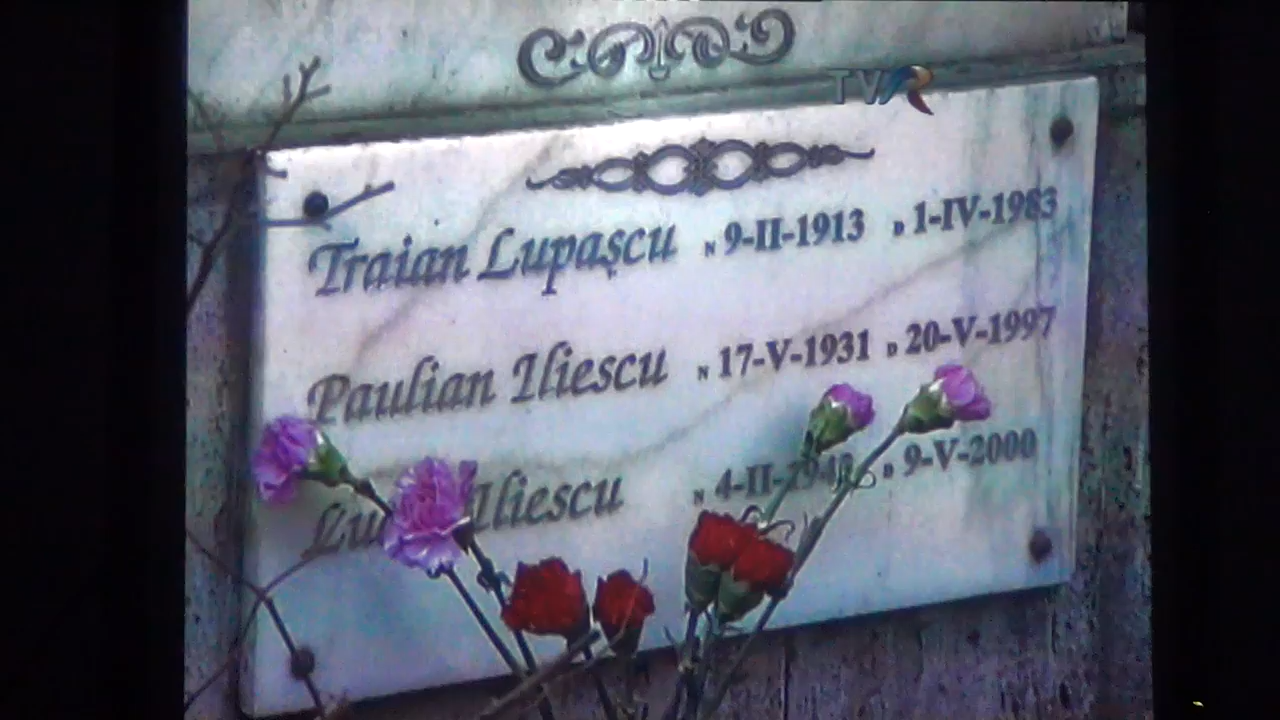 TVR
Traian Lupașcu N 9-II-1913 D 1-IV-1983
Paulian Iliescu N 17-V-1931 D 20-V-1997
Iliescu N 4-II- D 9-V-2000